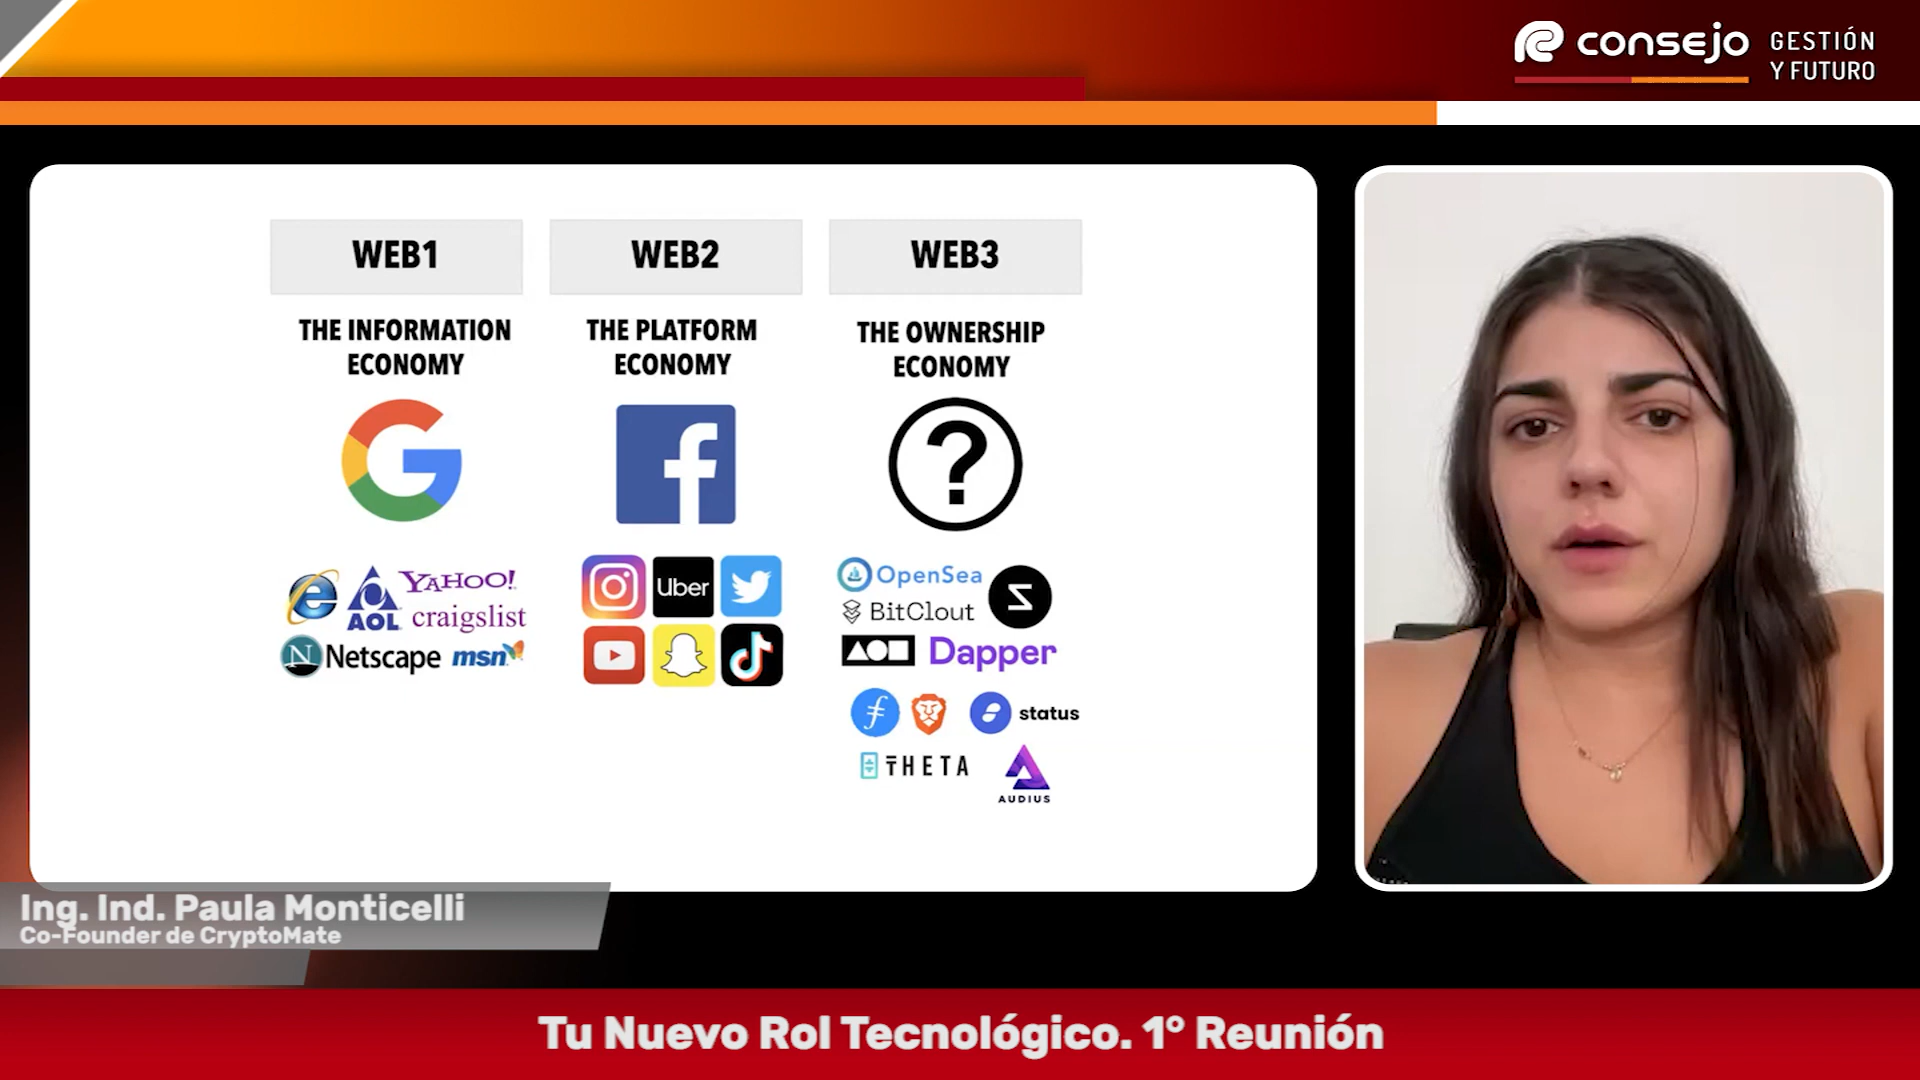 consejo
GESTIÓN
Y FUTURO
WEB1
WEB2
WEB3
THE INFORMATION
ECONOMY
THE PLATFORM
ECONOMY
THE OWNERSHIP
ECONOMY
?
AOL
YAHOO!
craigslist
N Netscape
msn
Uber
OpenSea
BitClout
Dapper
status
THETA
AUDIUS
Ing. Ind. Paula Monticelli
Co-Founder de CryptoMate
Tu Nuevo Rol Tecnológico. 1° Reunión